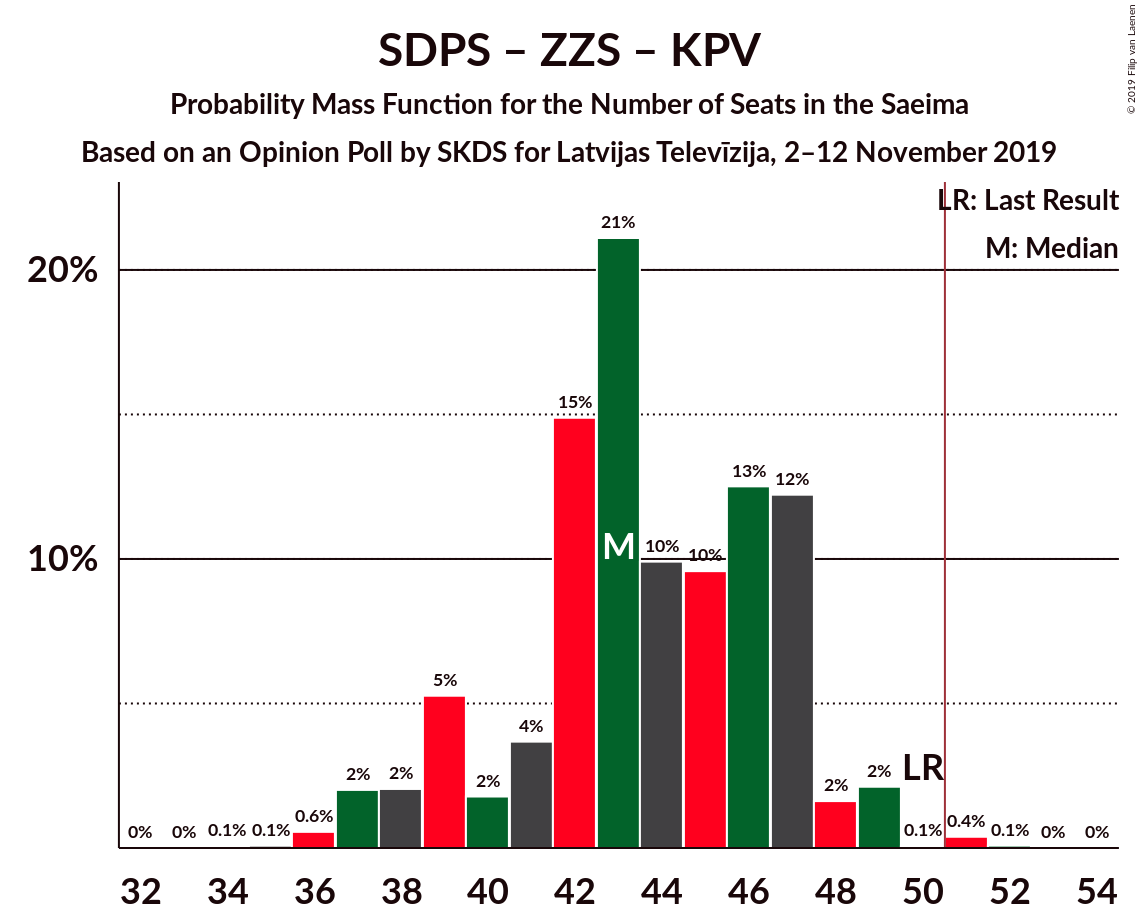 © 2019 Filip van Laenen
SDPS – ZZS – KPV
Probability Mass Function for the Number of Seats in the Saeima
Based on an Opinion Poll by SKDS for Latvijas Televīzija, 2–12 November 2019
LR: Last Result
M: Median
20%
10%
0% 0% 0.1% 0.1% 0.6% 2% 2% 5% 2% 4% 15% 21% 10% 10% 13% 12% 2% 2% 0.1% 0.4% 0.1% 0% 0%
M
LR
32 34 36 38 40 42 44 46 48 50 52 54